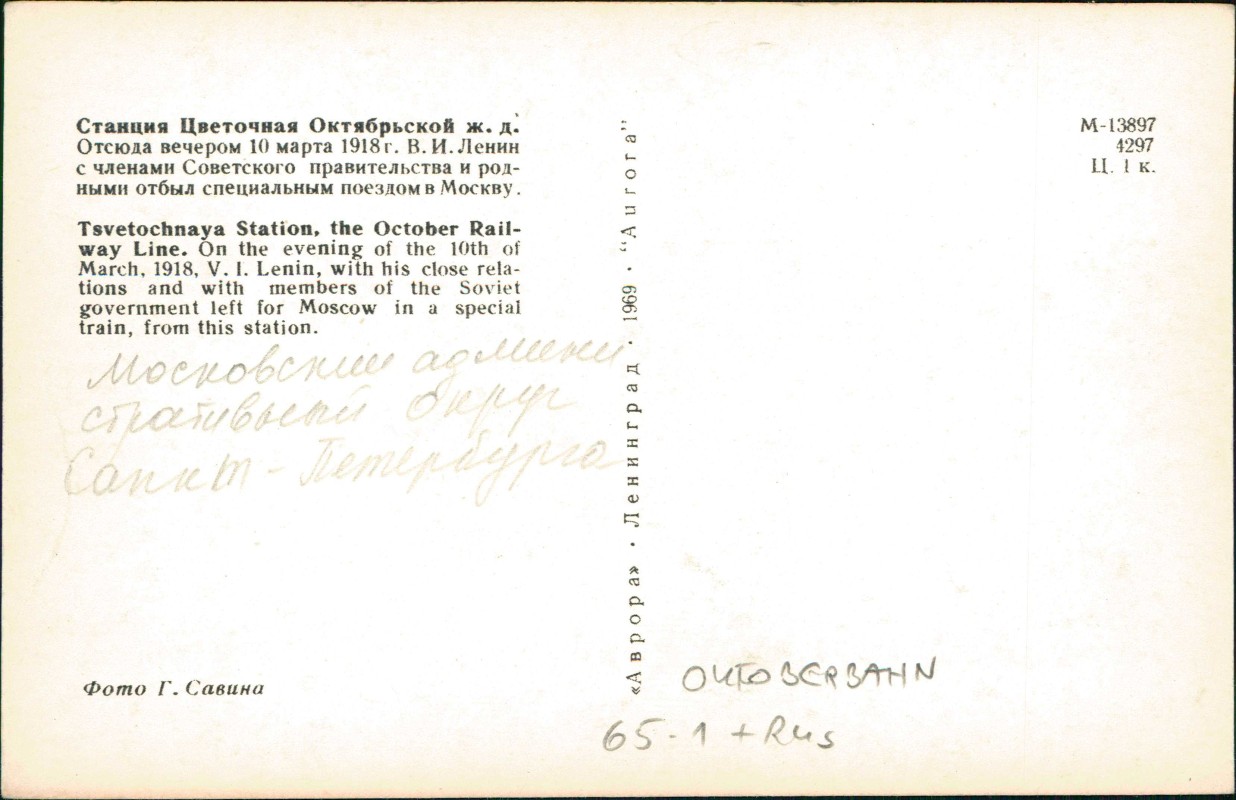 Станция Цветочная Октябрьской ж. д.
Отсюда вечером 10 марта 1918 г. В. И. Ленин
с членами Советского правительства и род-
ными отбыл специальным поездом в Москву.
Tsvetochnaya Station, the October Rail-
way Line. On the evening of the 10th of
March, 1918, V. I. Lenin, with his close rela-
tions and with members of the Soviet
government left for Moscow in a special
train, from this station.
Московский админи
стративный округ
Санкт-Петербурга
Фото Г. Савина
«Аврора» · Ленинград · 1969 · "Aurora"
М-13897
4297
Ц. 1 к.
OKTOBERBAHN
65-1 + Rus